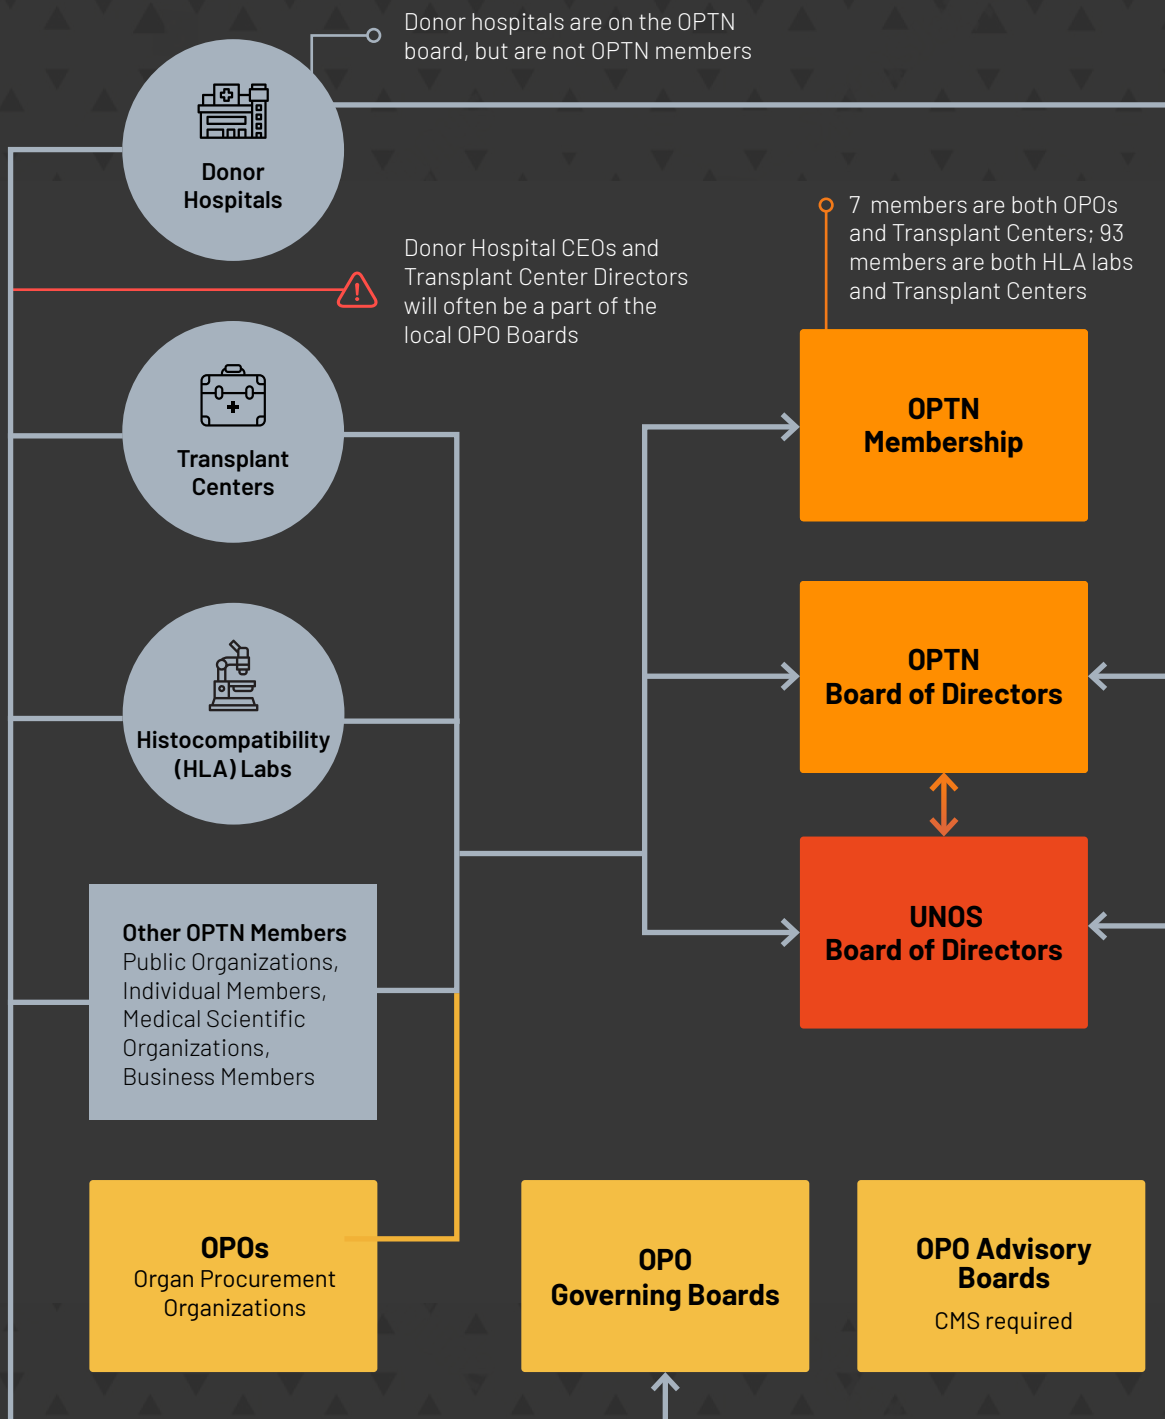 Donor hospitals are on the OPTN
board, but are not OPTN members
Donor
Hospitals
7 members are both OPOs
and Transplant Centers; 93
members are both HLA labs
and Transplant Centers
Donor Hospital CEOs and
Transplant Center Directors
will often be a part of the
local OPO Boards
Transplant
Centers
OPTN
Membership
Histocompatibility
(HLA) Labs
OPTN
Board of Directors
UNOS
Board of Directors
Other OPTN Members
Public Organizations,
Individual Members,
Medical Scientific
Organizations,
Business Members
OPOs
Organ Procurement
Organizations
OPO
Governing Boards
OPO Advisory
Boards
CMS required